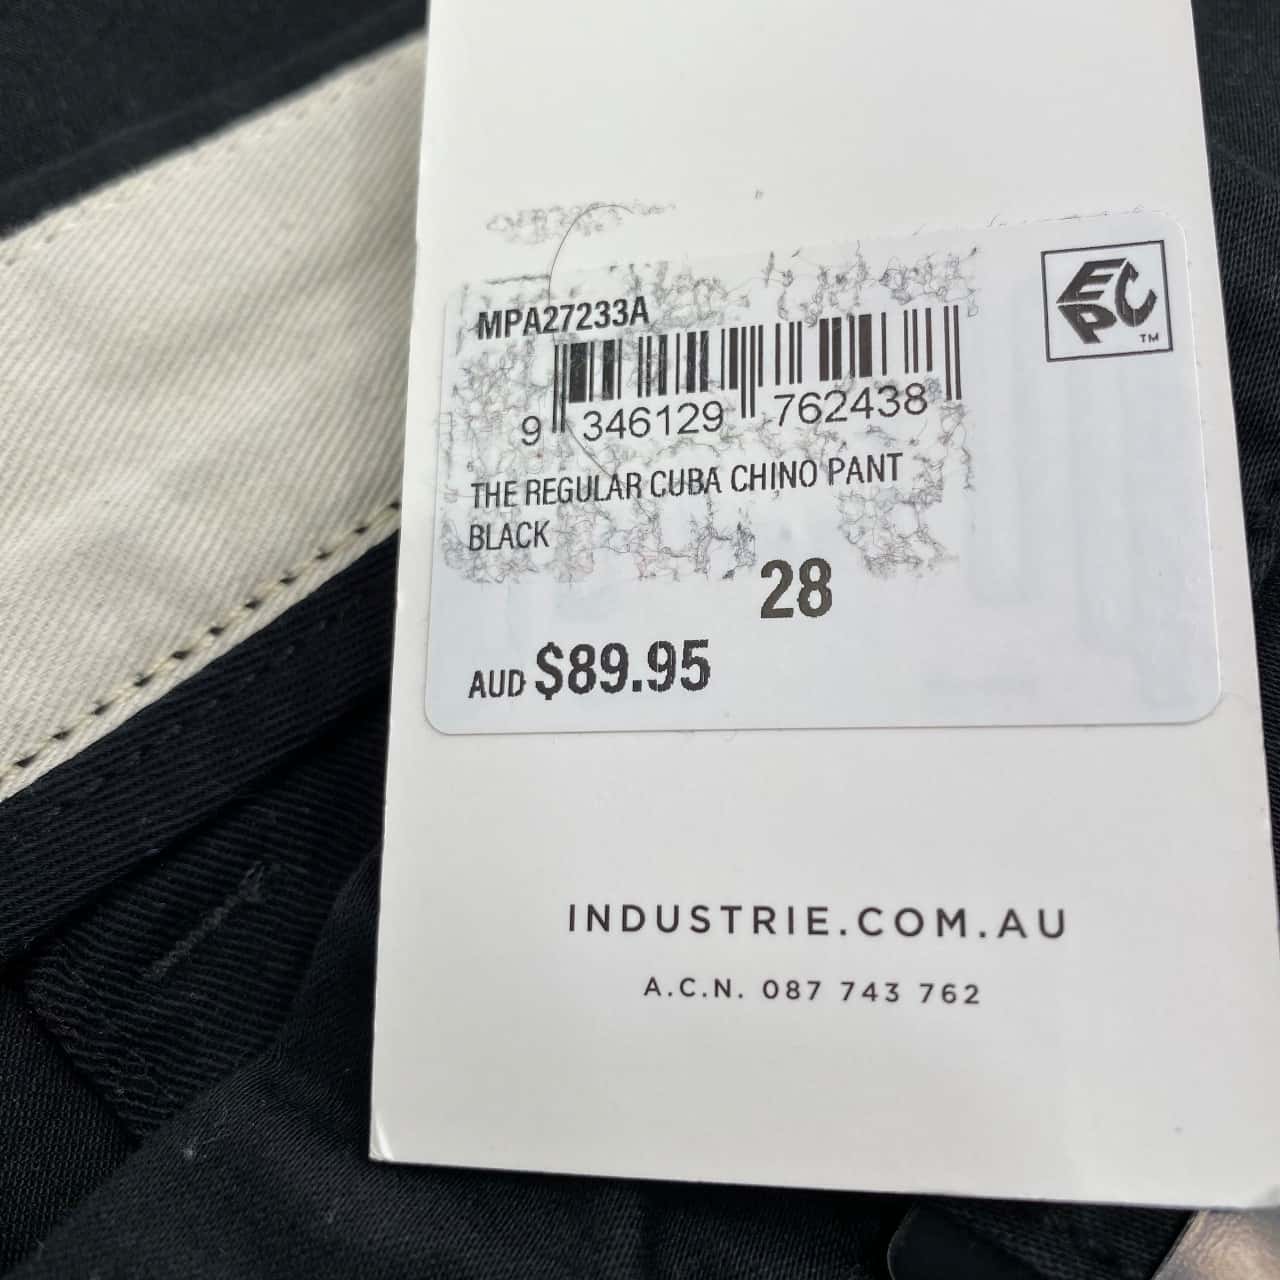 EPC™
MPA27233A
9 346129 762438
THE REGULAR CUBA CHINO PANT
BLACK
28
AUD $89.95
INDUSTRIE.COM.AU
A.C.N. 087 743 762